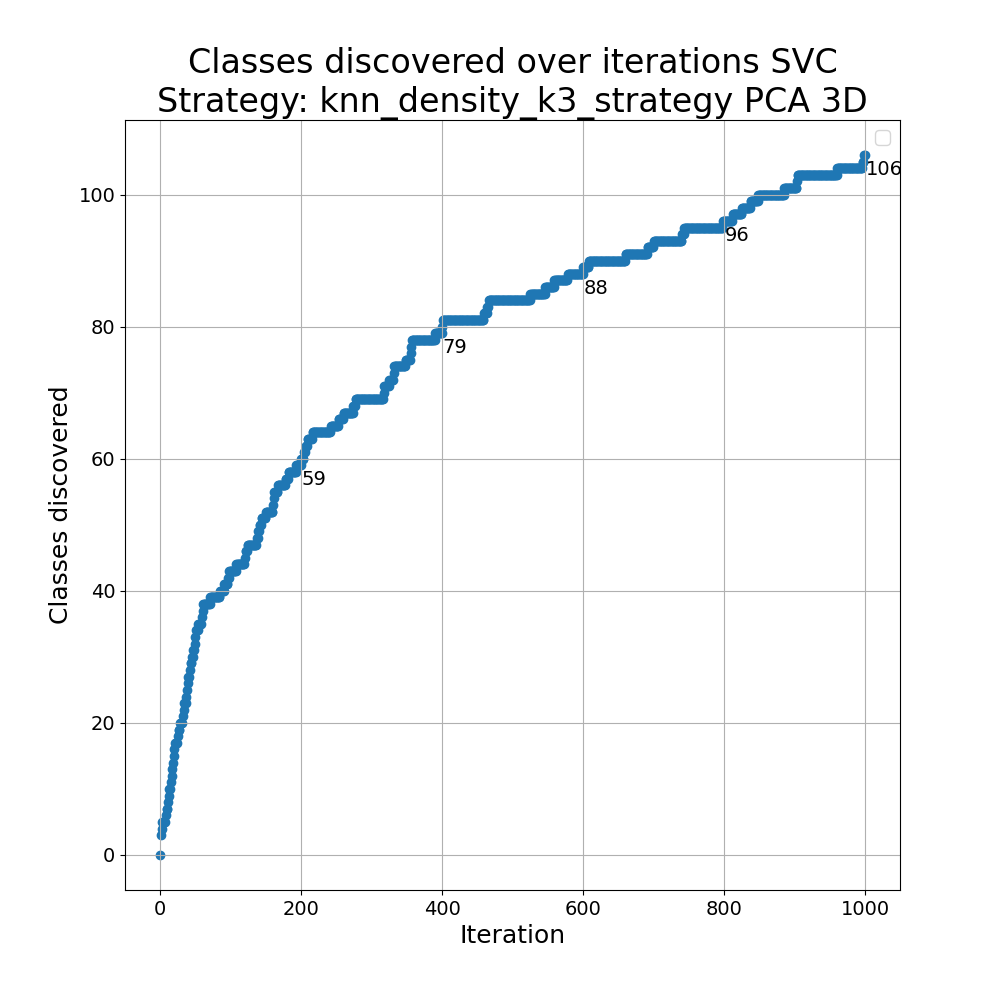 Classes discovered over iterations SVC
Strategy: knn_density_k3_strategy PCA 3D
106
100
96
88
80
79
60
59
40
20
0
Classes discovered
0 200 400 600 800 1000
Iteration